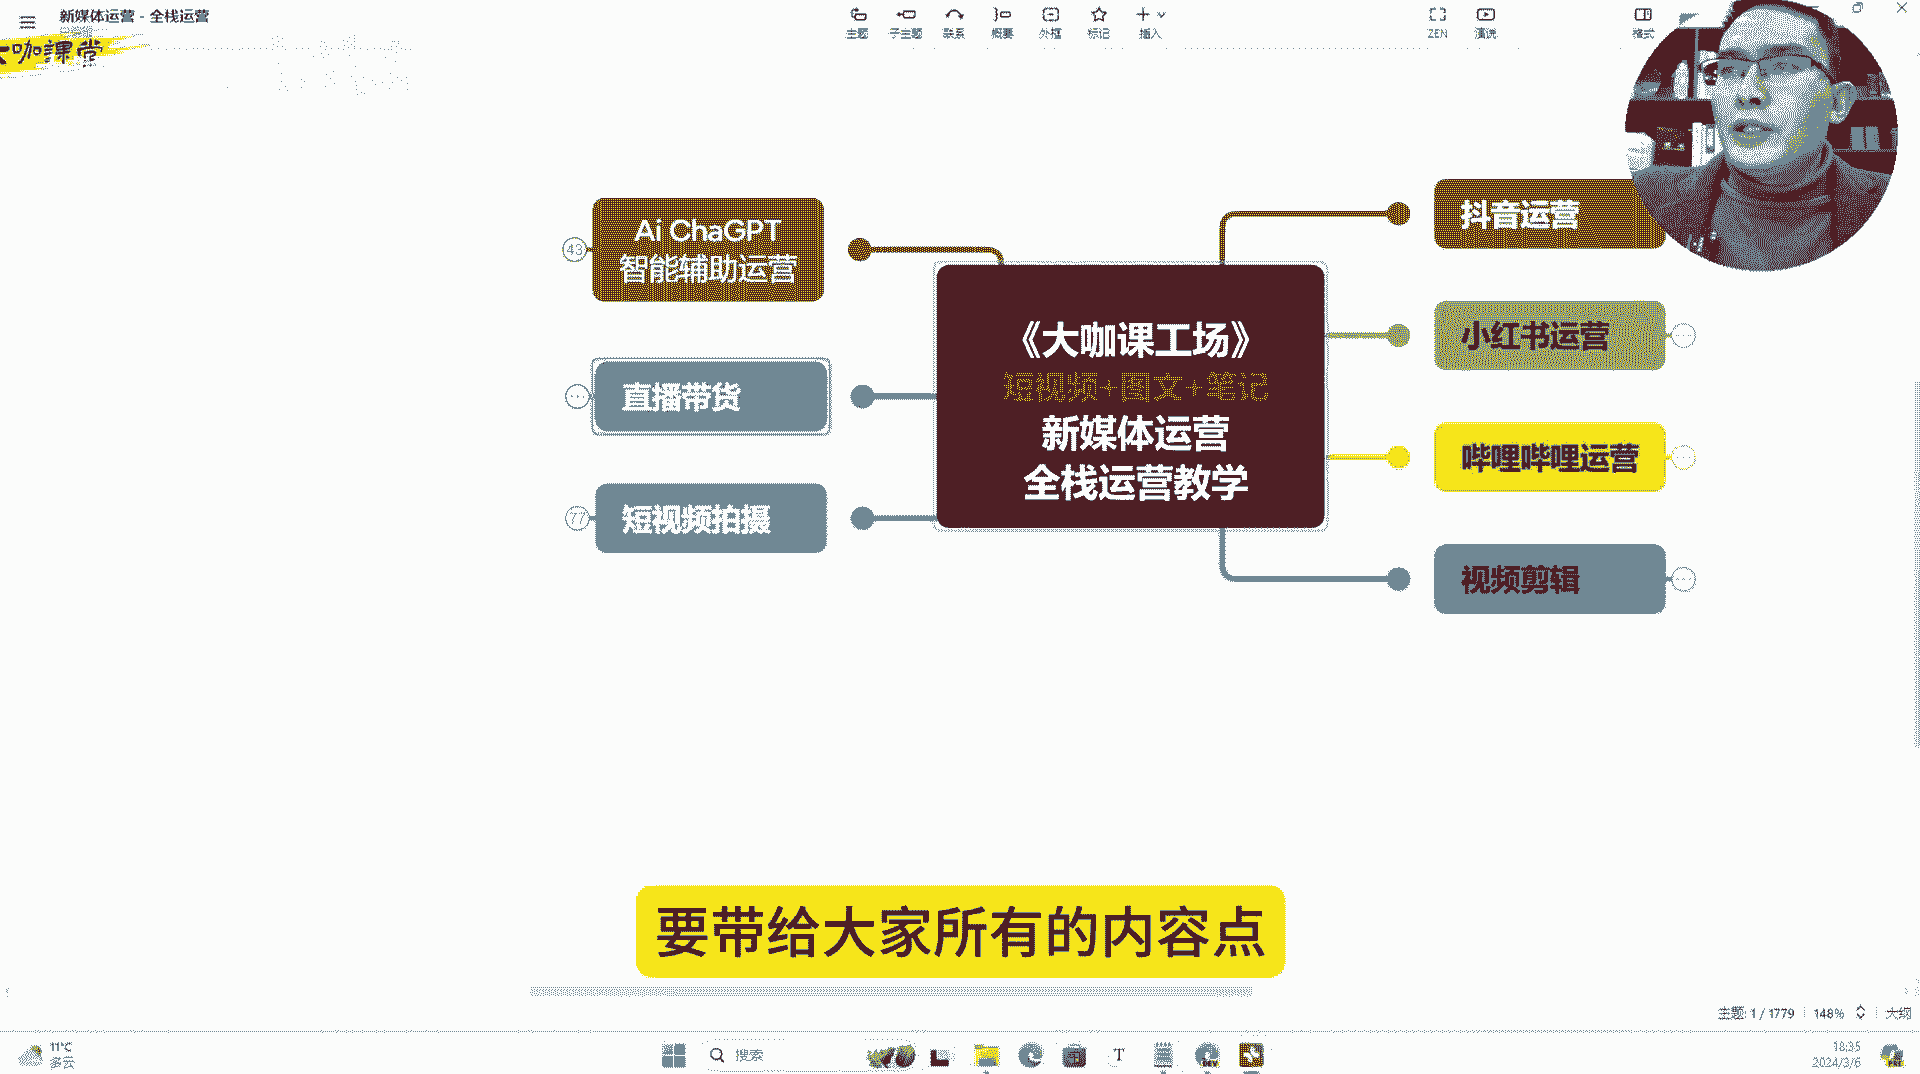 新媒体运营 - 全栈运营
大咖課堂
主题
子主题
联系
概要
外框
标记
插入
ZEN
演说
格式
43
Ai ChaGPT
智能辅助运营
直播带货
77
短视频拍摄
《大咖课工场》
短视频+图文+笔记
新媒体运营
全栈运营教学
抖音运营
小红书运营
哔哩哔哩运营
视频剪辑
要带给大家所有的内容点
主题: 1 / 1779
148%
大纲
11°C
多云
搜索
18:35
2024/3/6